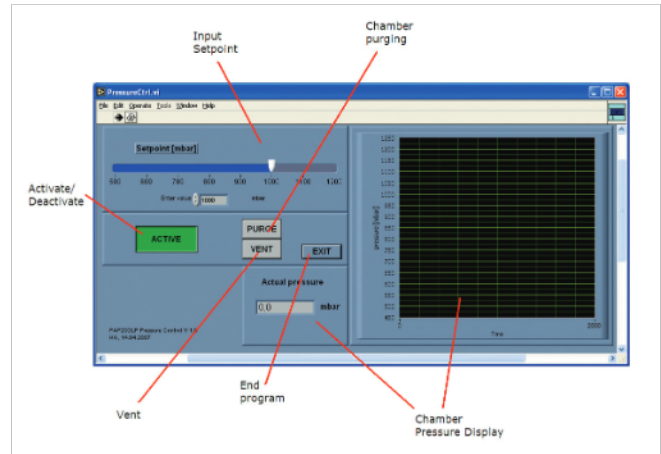 Chamber
purging
Input
Setpoint
PressureCtrl.vi
File Edit Operate Tools Window Help
Setpoint [mbar]
600 700 800 900 1000 1100 1200
Enter value 1000 mbar
Activate/
Deactivate
ACTIVE
PURGE
VENT
EXIT
Actual pressure
0,0 mbar
pressure [mbar]
0 2000
Time
Vent
End
program
Chamber
Pressure Display